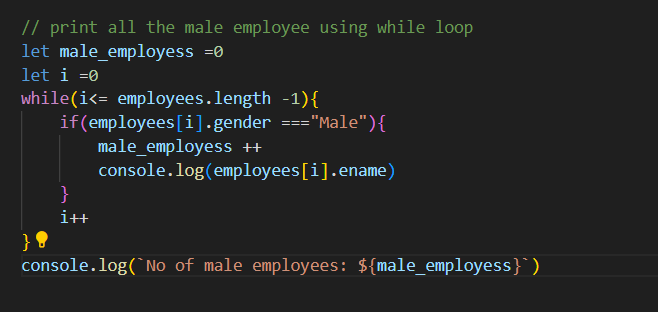 // print all the male employee using while loop
let male_employess =0
let i =0
while(i<= employees.length -1){
    if(employees[i].gender ==="Male"){
        male_employess ++
        console.log(employees[i].ename)
    }
    i++
}
console.log(`No of male employees: ${male_employess}`)